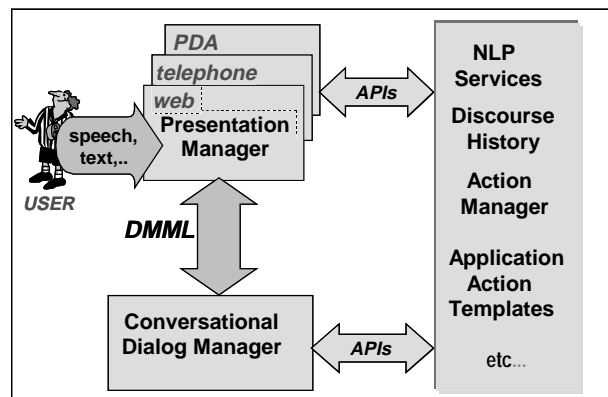 PDA
telephone
web
Presentation
Manager
speech,
text,..
USER
APIs
DMML
Conversational
Dialog Manager
APIs
NLP
Services
Discourse
History
Action
Manager
Application
Action
Templates
etc...